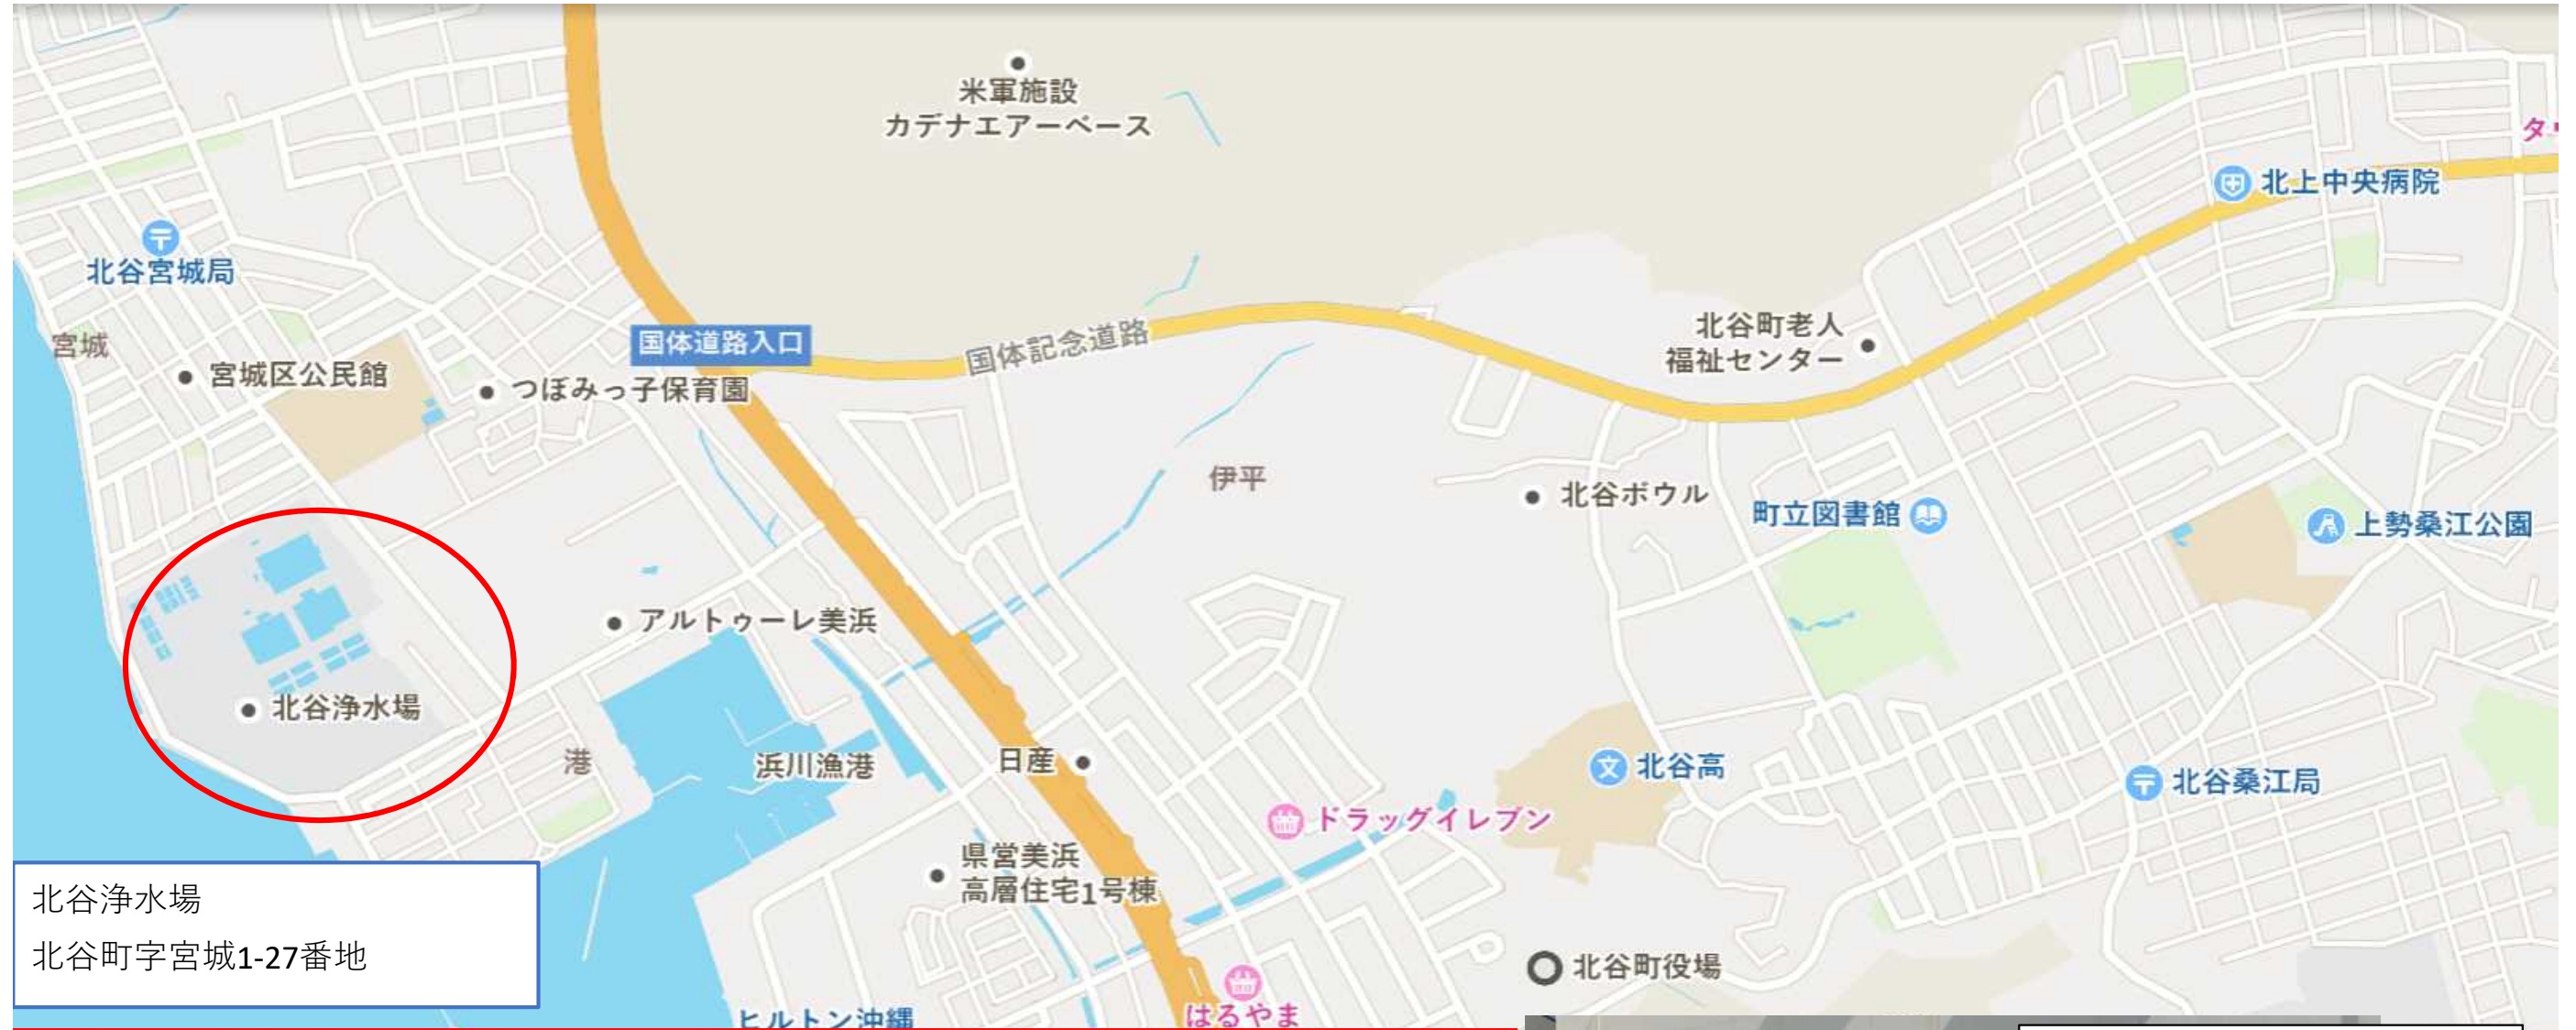 米軍施設
カデナエアーベース
北上中央病院
北谷宮城局
宮城
国体道路入口
国体記念道路
北谷町老人
福祉センター
宮城区公民館
つぼみっ子保育園
伊平
北谷ボウル
町立図書館
上勢桑江公園
アルトゥーレ美浜
北谷浄水場
港
浜川漁港
日産
北谷高
北谷桑江局
ドラッグイレブン
県営美浜
高層住宅1号棟
北谷浄水場
北谷町字宮城1-27番地
北谷町役場
ヒルトン沖縄
はるやま